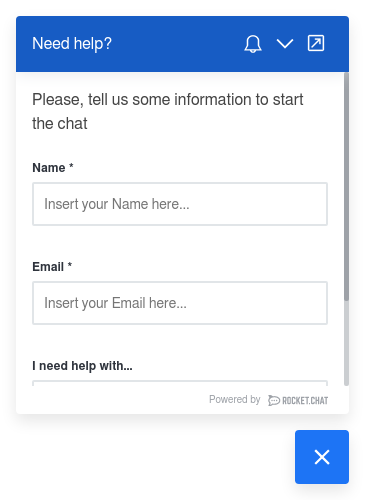 Need help?
Please, tell us some information to start
the chat
Name *
Insert your Name here...
Email *
Insert your Email here...
I need help with...
Powered by ROCKET.CHAT